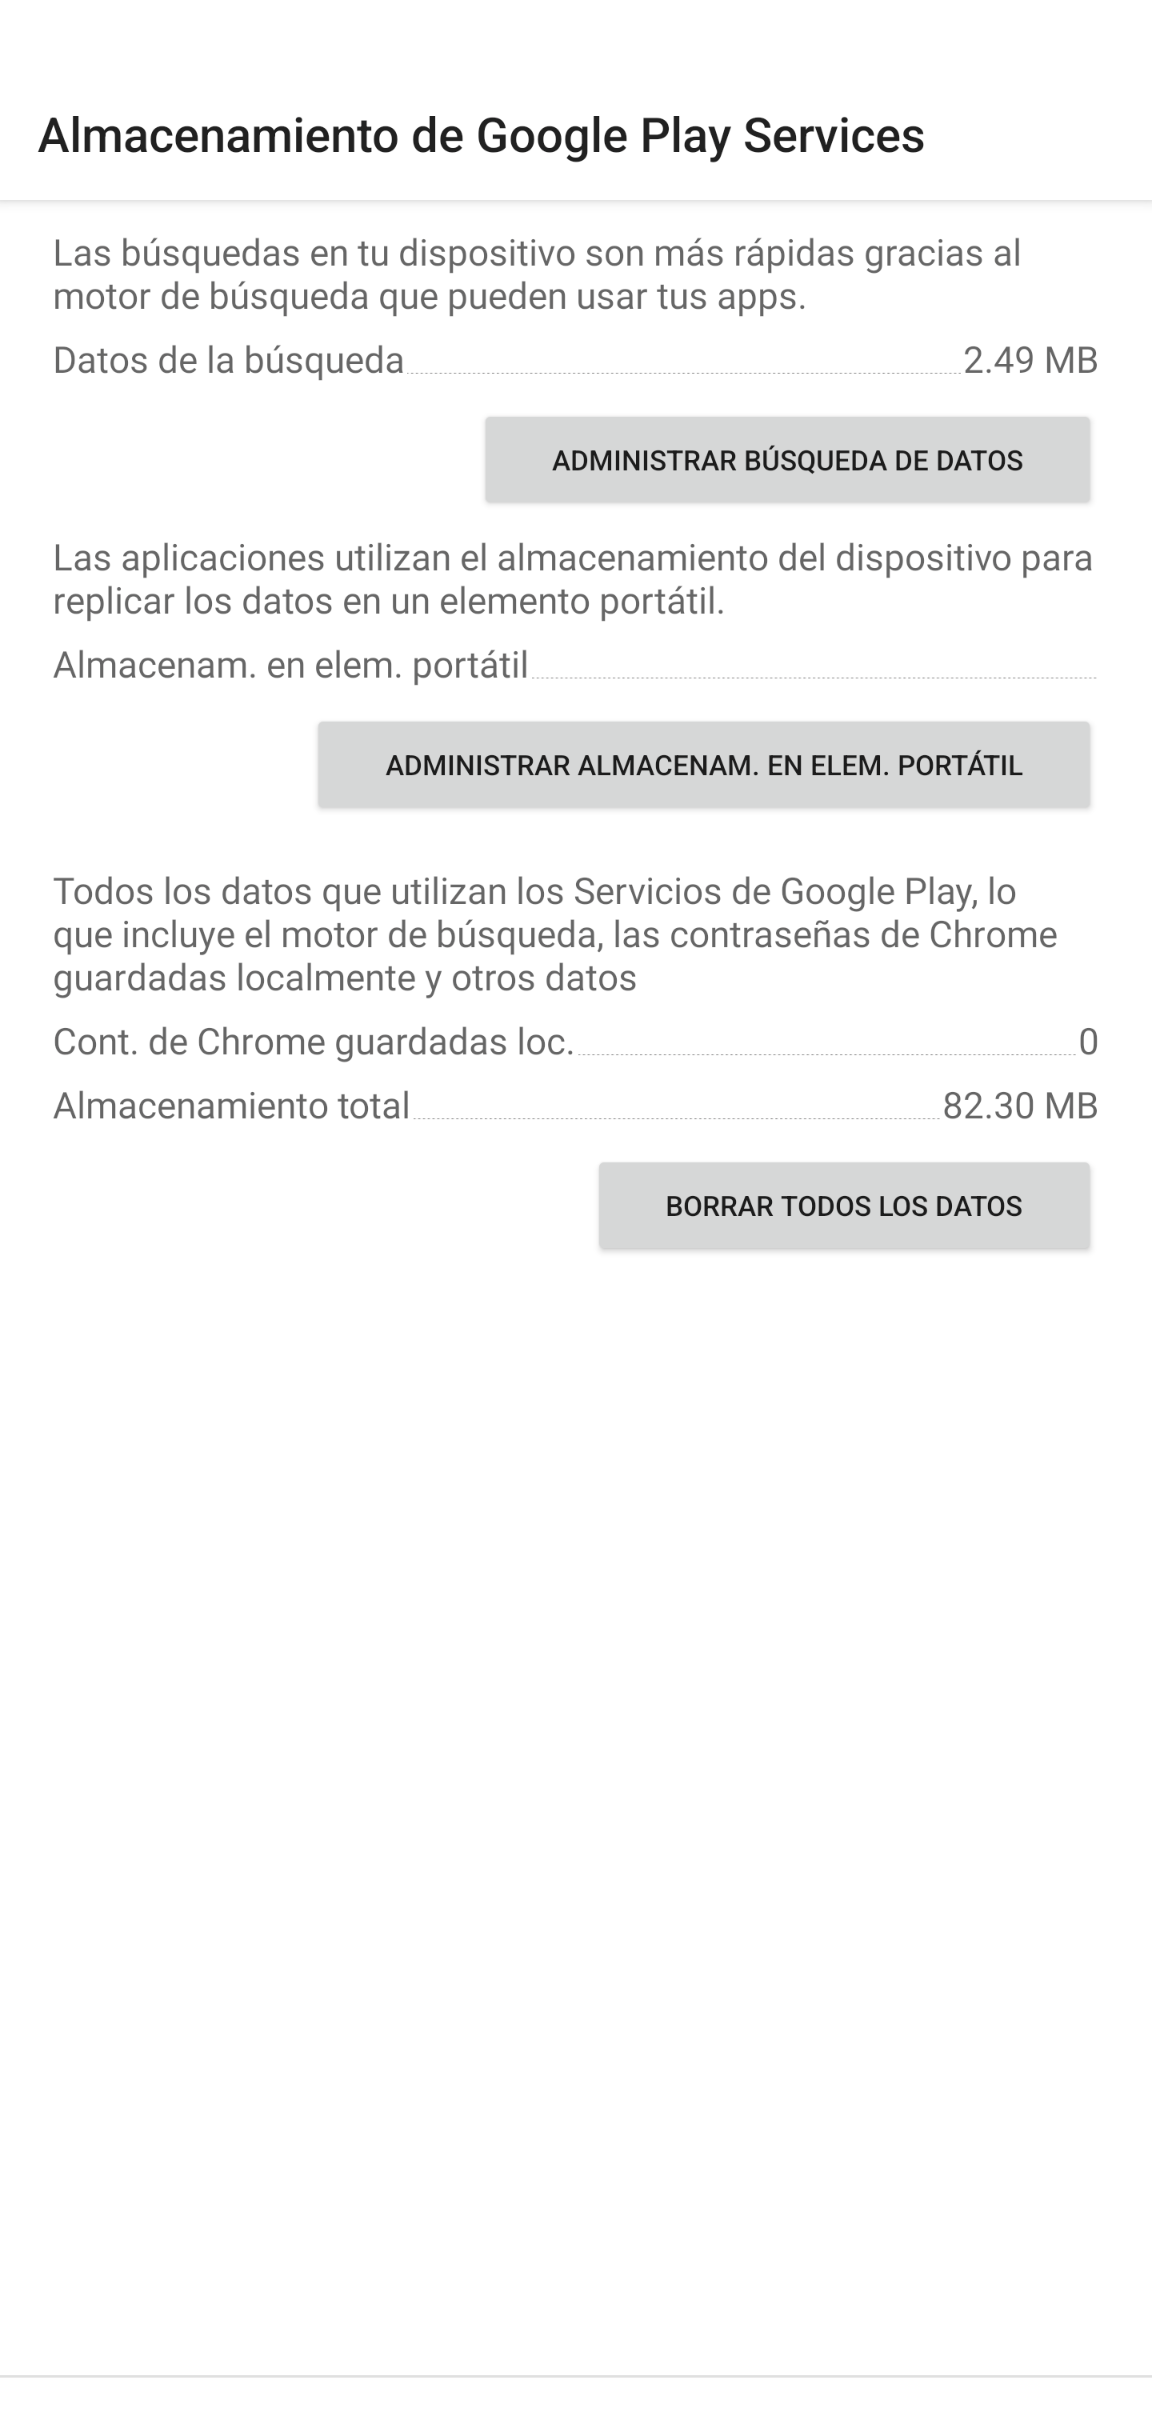 Almacenamiento de Google Play Services
Las búsquedas en tu dispositivo son más rápidas gracias al
motor de búsqueda que pueden usar tus apps.
Datos de la búsqueda 2.49 MB
ADMINISTRAR BÚSQUEDA DE DATOS
Las aplicaciones utilizan el almacenamiento del dispositivo para
replicar los datos en un elemento portátil.
Almacenam. en elem. portátil
ADMINISTRAR ALMACENAM. EN ELEM. PORTÁTIL
Todos los datos que utilizan los Servicios de Google Play, lo
que incluye el motor de búsqueda, las contraseñas de Chrome
guardadas localmente y otros datos
Cont. de Chrome guardadas loc. 0
Almacenamiento total 82.30 MB
BORRAR TODOS LOS DATOS